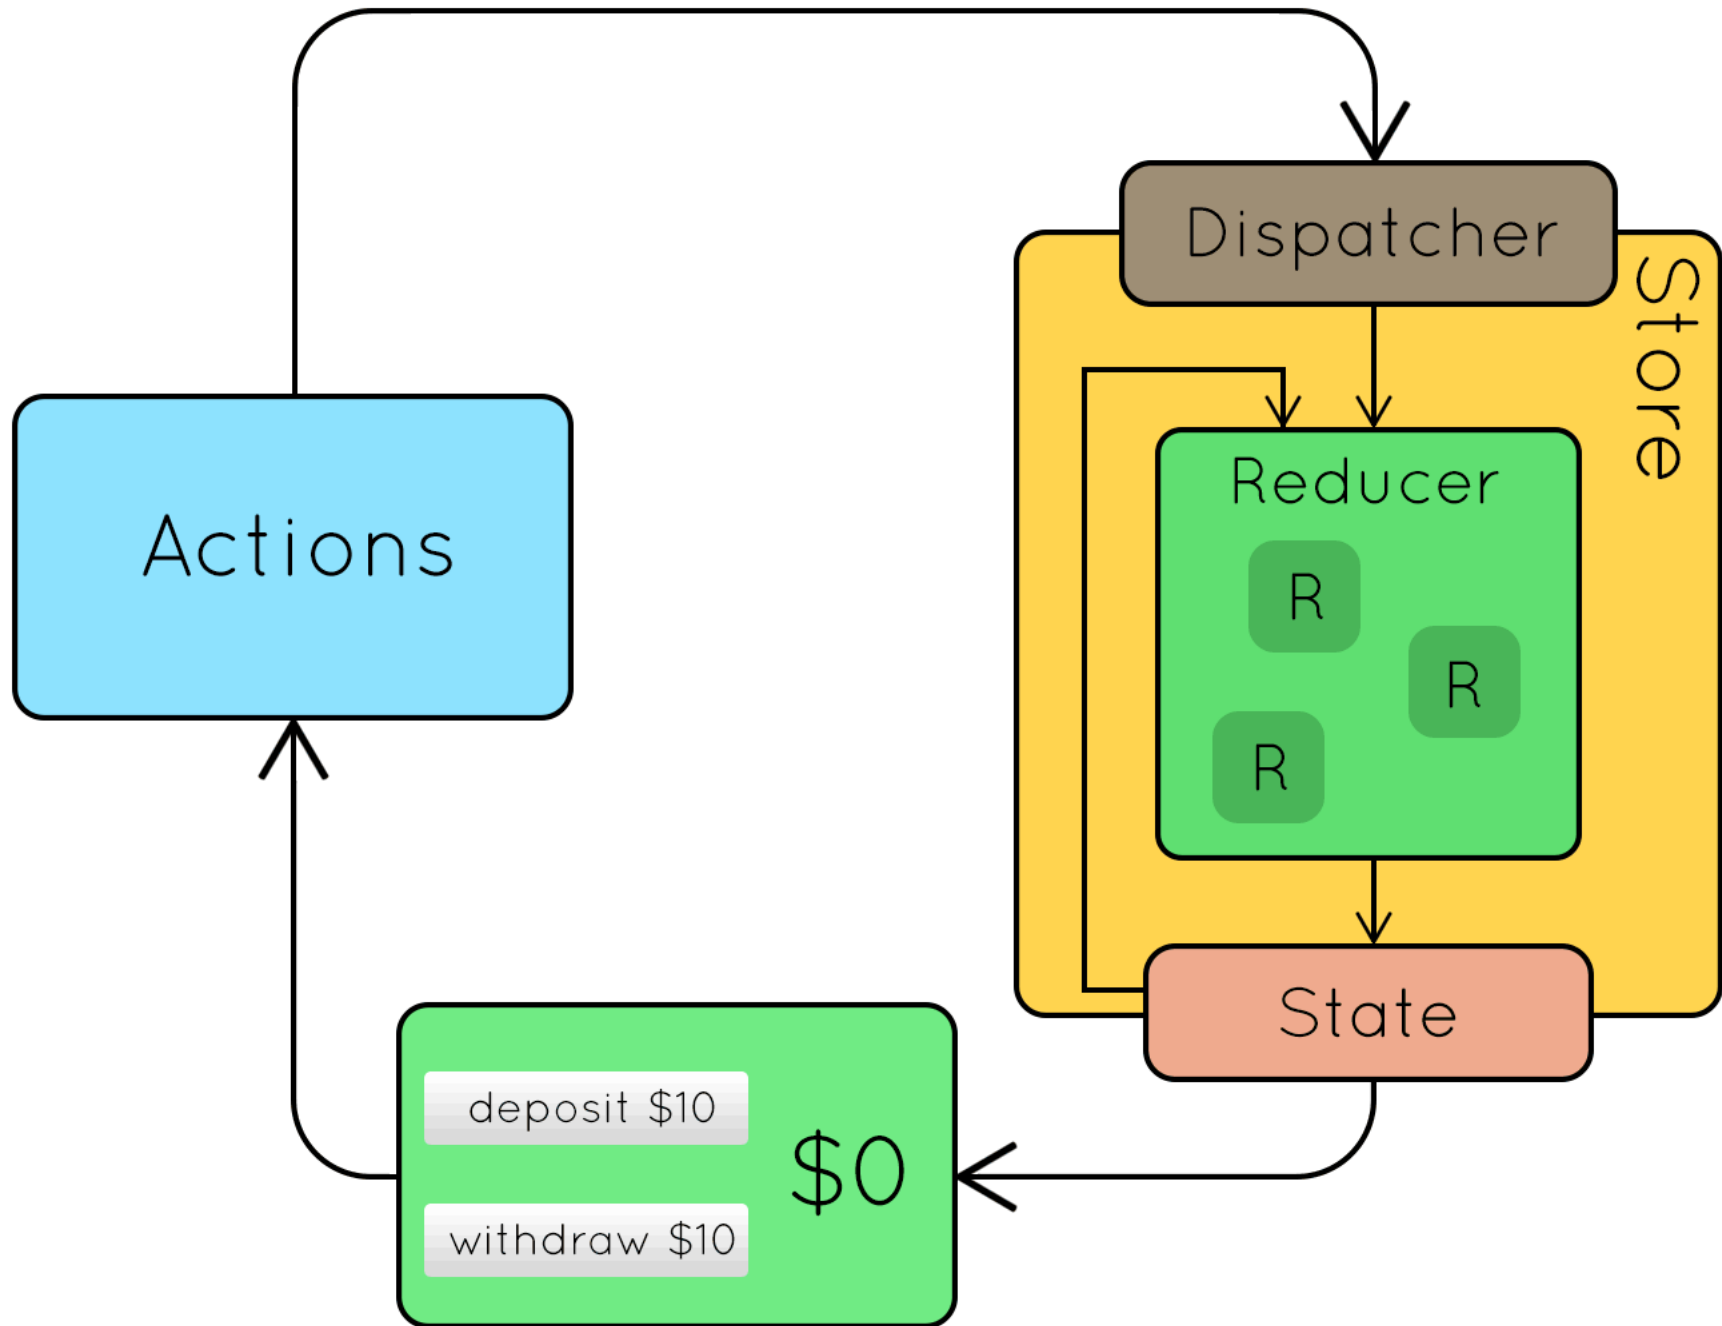 Dispatcher
Store
Actions
Reducer
R
R
R
State
deposit $10
$0
withdraw $10